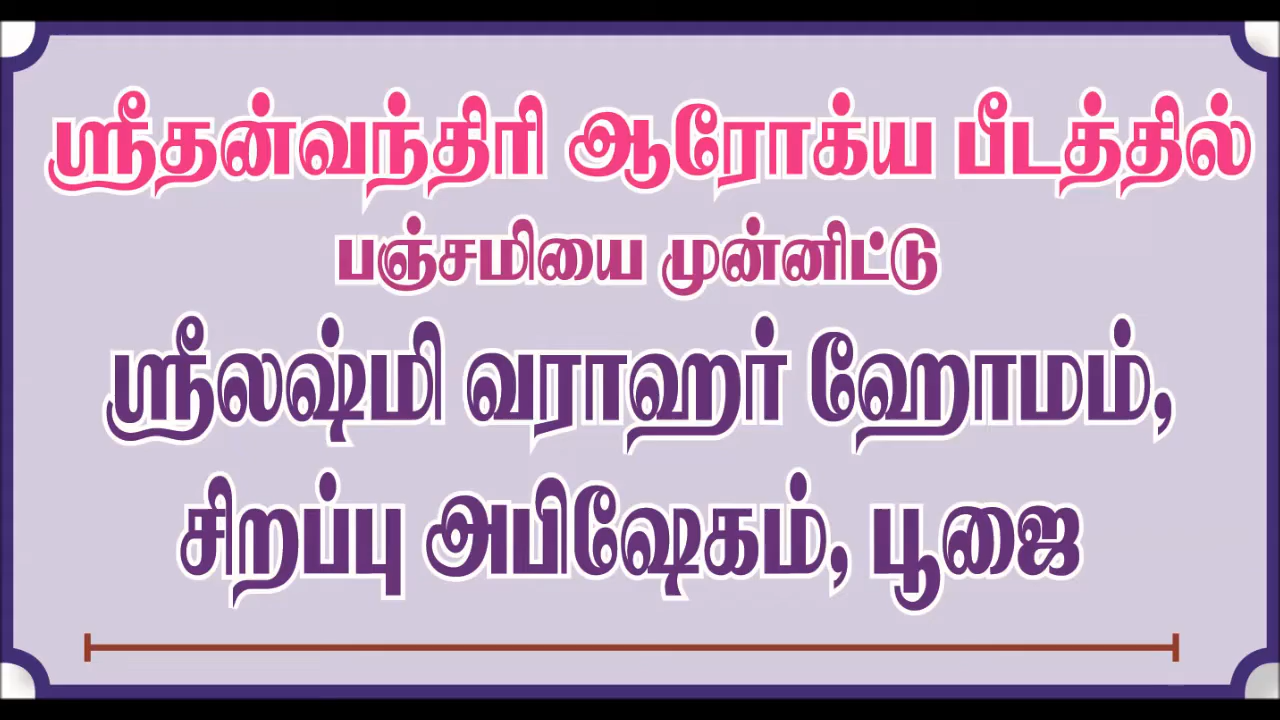 ஸ்ரீதன்வந்திரி ஆரோக்ய பீடத்தில்
பஞ்சமியை முன்னிட்டு
ஸ்ரீலஷ்மி வராஹர் ஹோமம்,
சிறப்பு அபிஷேகம், பூஜை